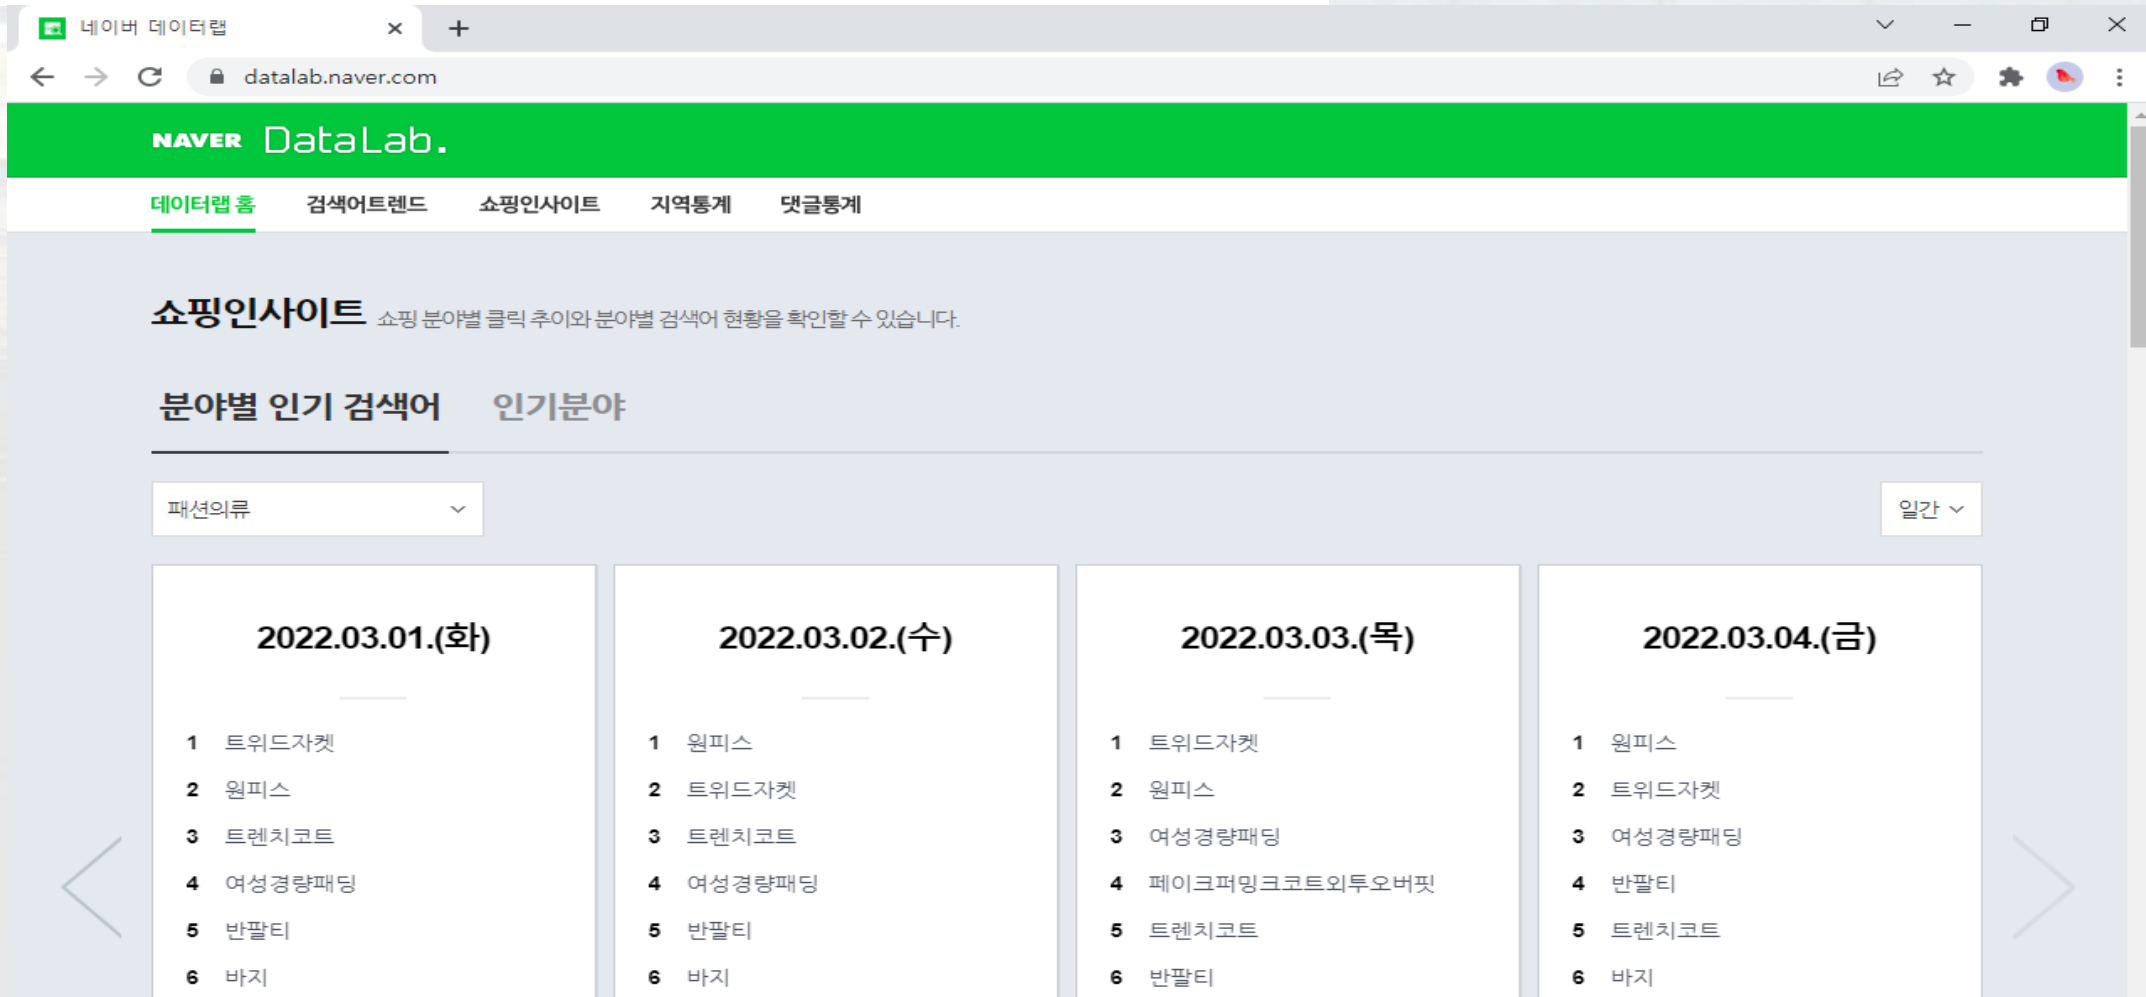 네이버 데이터랩
datalab.naver.com
NAVER DataLab.
데이터랩 홈 검색어트렌드 쇼핑인사이트 지역통계 댓글통계
쇼핑인사이트 쇼핑 분야별 클릭 추이와 분야별 검색어 현황을 확인할 수 있습니다.
분야별 인기 검색어 인기분야
패션의류 일간
2022.03.01.(화)
1 트위드자켓
2 원피스
3 트렌치코트
4 여성경량패딩
5 반팔티
6 바지
2022.03.02.(수)
1 원피스
2 트위드자켓
3 트렌치코트
4 여성경량패딩
5 반팔티
6 바지
2022.03.03.(목)
1 트위드자켓
2 원피스
3 여성경량패딩
4 페이크퍼밍크코트외투오버핏
5 트렌치코트
6 반팔티
2022.03.04.(금)
1 원피스
2 트위드자켓
3 여성경량패딩
4 반팔티
5 트렌치코트
6 바지